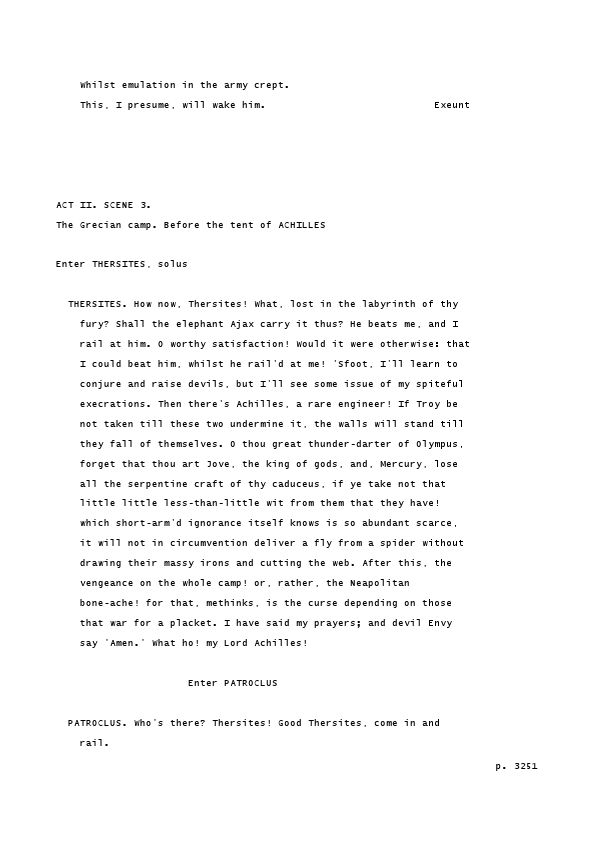 Whilst emulation in the army crept.
This, I presume, will wake him. Exeunt
ACT II. SCENE 3.
The Grecian camp. Before the tent of ACHILLES
Enter THERSITES, solus
THERSITES. How now, Thersites! What, lost in the labyrinth of thy
fury? Shall the elephant Ajax carry it thus? He beats me, and I
rail at him. O worthy satisfaction! Would it were otherwise: that
I could beat him, whilst he rail'd at me! 'Sfoot, I'll learn to
conjure and raise devils, but I'll see some issue of my spiteful
execrations. Then there's Achilles, a rare engineer! If Troy be
not taken till these two undermine it, the walls will stand till
they fall of themselves. O thou great thunder-darter of Olympus,
forget that thou art Jove, the king of gods, and, Mercury, lose
all the serpentine craft of thy caduceus, if ye take not that
little little less-than-little wit from them that they have!
which short-arm'd ignorance itself knows is so abundant scarce,
it will not in circumvention deliver a fly from a spider without
drawing their massy irons and cutting the web. After this, the
vengeance on the whole camp! or, rather, the Neapolitan
bone-ache! for that, methinks, is the curse depending on those
that war for a placket. I have said my prayers; and devil Envy
say 'Amen.' What ho! my Lord Achilles!
Enter PATROCLUS
PATROCLUS. Who's there? Thersites! Good Thersites, come in and
rail.
p. 3251